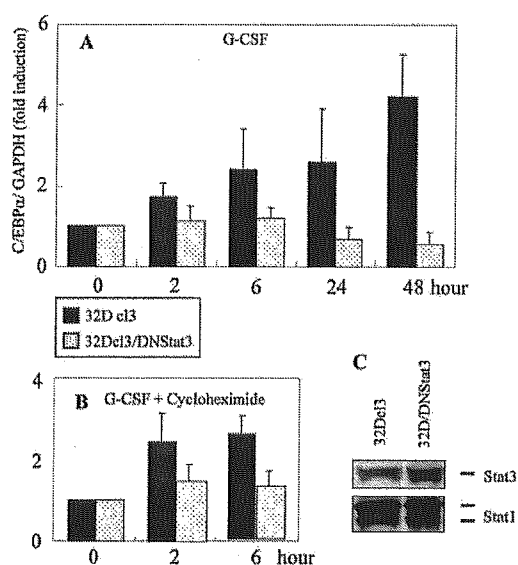 6
A
G-CSF
4
2
0
C/EBPα/ GAPDH (fold induction)
0 2 6 24 48 hour
32D cl3
32Dcl3/DNStat3
4
B G-CSF + Cycloheximide
2
0
0 2 6 hour
C
32Dcl3
32D/DNStat3
Stat3
Stat1